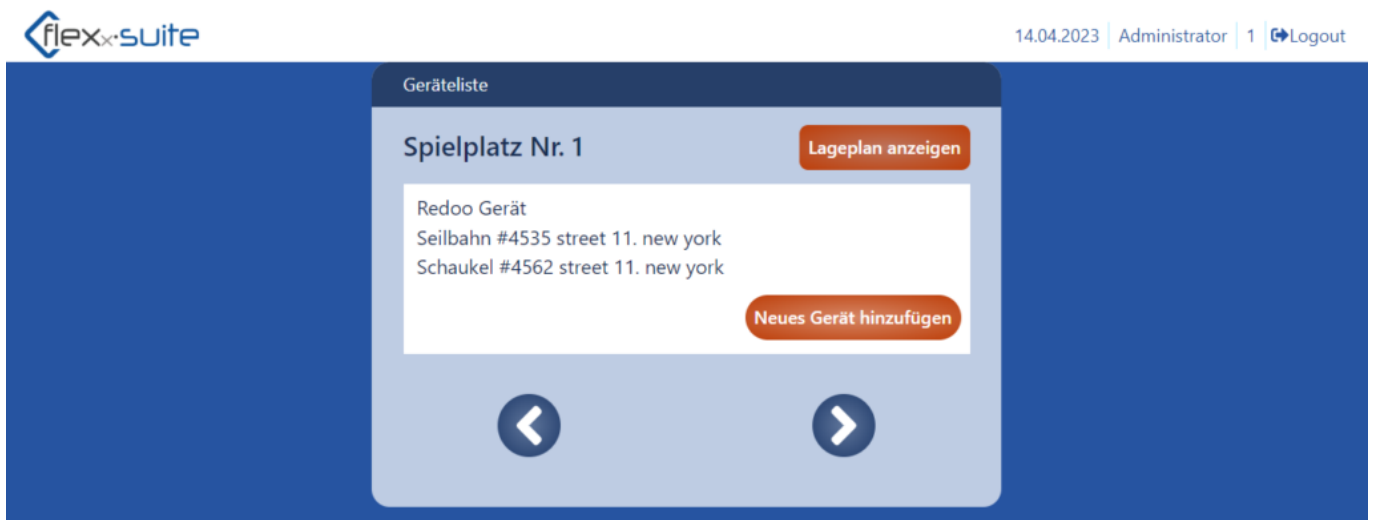 flexx-suite
14.04.2023 Administrator 1 Logout
Geräteliste
Spielplatz Nr. 1
Lageplan anzeigen
Redoo Gerät
Seilbahn #4535 street 11. new york
Schaukel #4562 street 11. new york
Neues Gerät hinzufügen